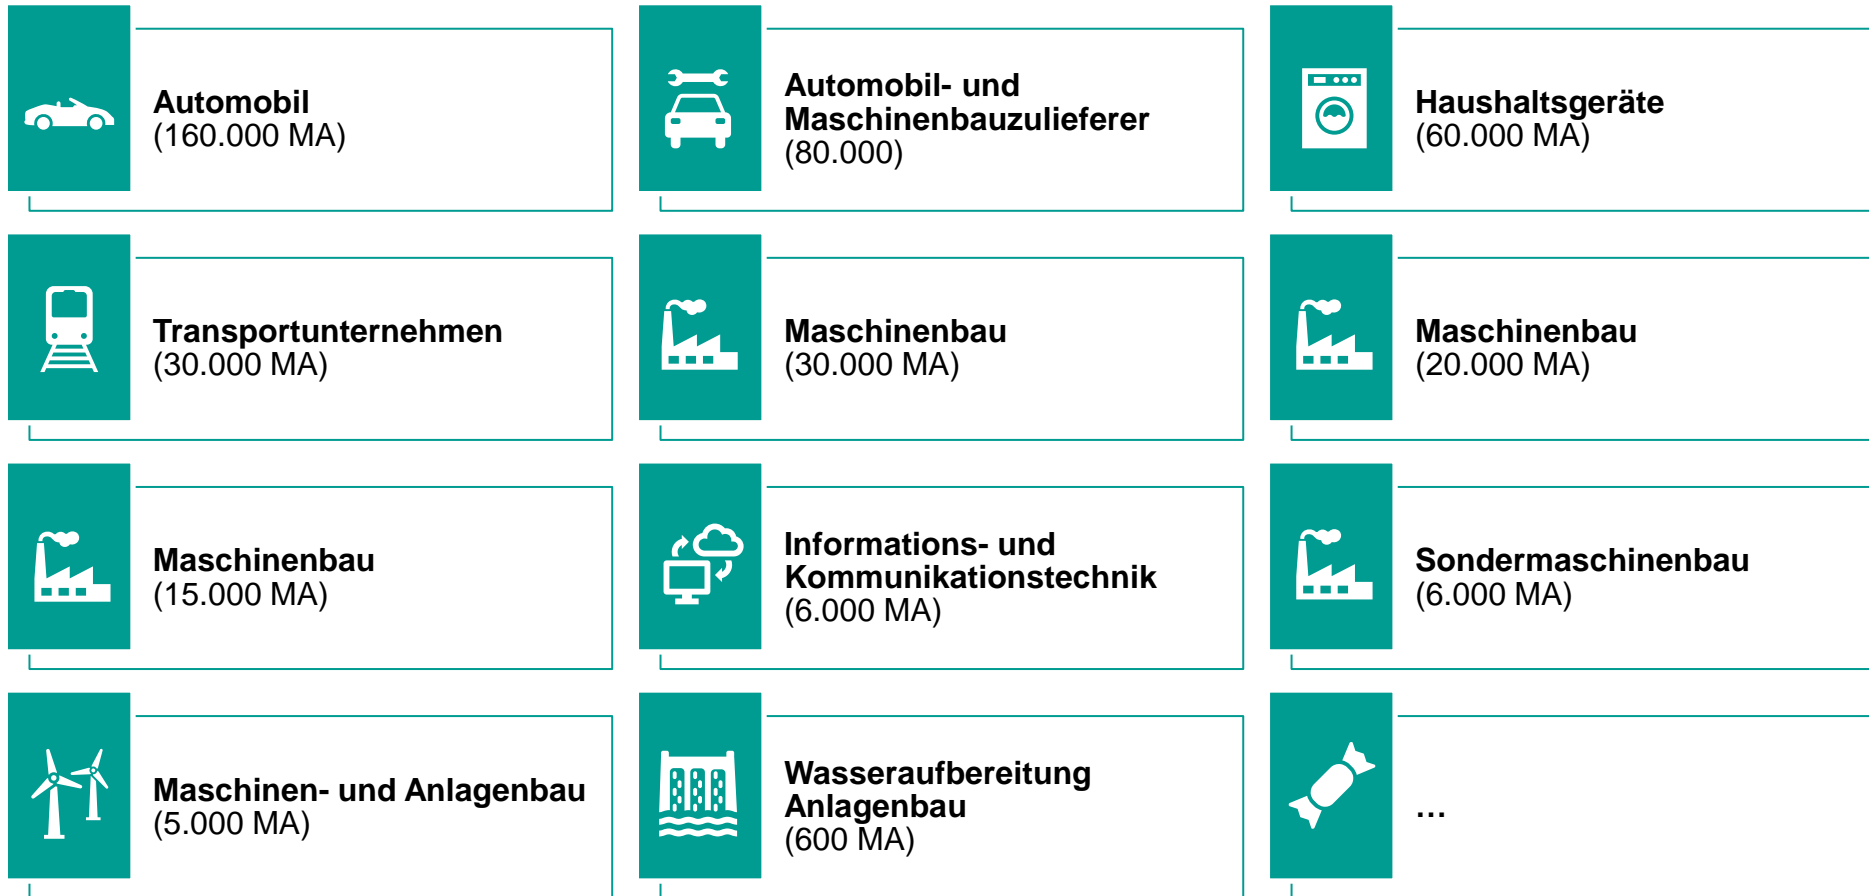 Automobil
(160.000 MA)
Automobil- und
Maschinenbauzulieferer
(80.000)
Haushaltsgeräte
(60.000 MA)
Transportunternehmen
(30.000 MA)
Maschinenbau
(30.000 MA)
Maschinenbau
(20.000 MA)
Maschinenbau
(15.000 MA)
Informations- und
Kommunikationstechnik
(6.000 MA)
Sondermaschinenbau
(6.000 MA)
Maschinen- und Anlagenbau
(5.000 MA)
Wasseraufbereitung
Anlagenbau
(600 MA)
…